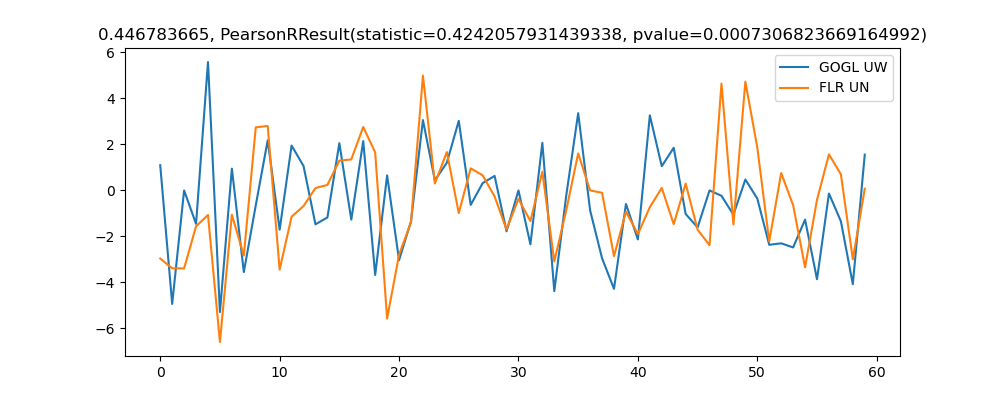 0.446783665, PearsonRResult(statistic=0.4242057931439338, pvalue=0.0007306823669164992)
GOGL UW
FLR UN
6
4
2
0
−2
−4
−6
0 10 20 30 40 50 60